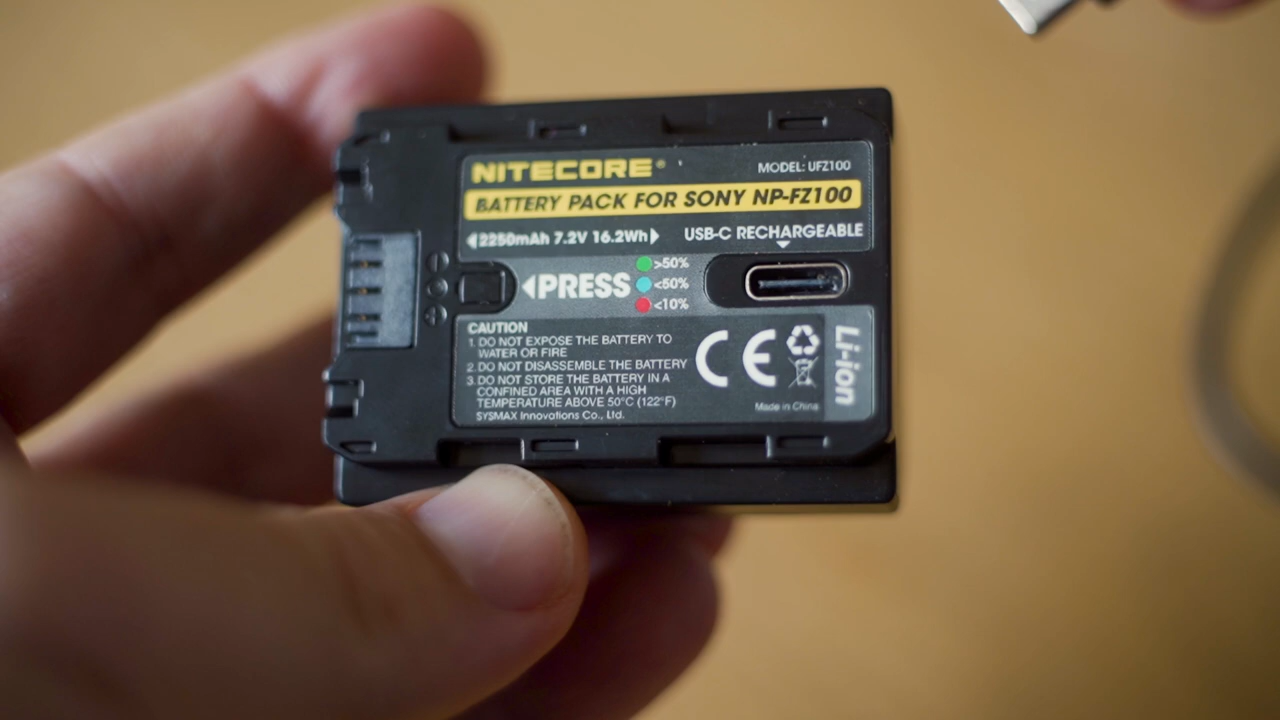 NITECORE®
MODEL: UFZ100
BATTERY PACK FOR SONY NP-FZ100
2250mAh 7.2V 16.2Wh
USB-C RECHARGEABLE
PRESS
>50%
<50%
<10%
CAUTION
1. DO NOT EXPOSE THE BATTERY TO
WATER OR FIRE
2. DO NOT DISASSEMBLE THE BATTERY
3. DO NOT STORE THE BATTERY IN A
CONFINED AREA WITH A HIGH
TEMPERATURE ABOVE 50°C (122°F)
SYSMAX Innovations Co., Ltd.
CE
Made in China
Li-ion